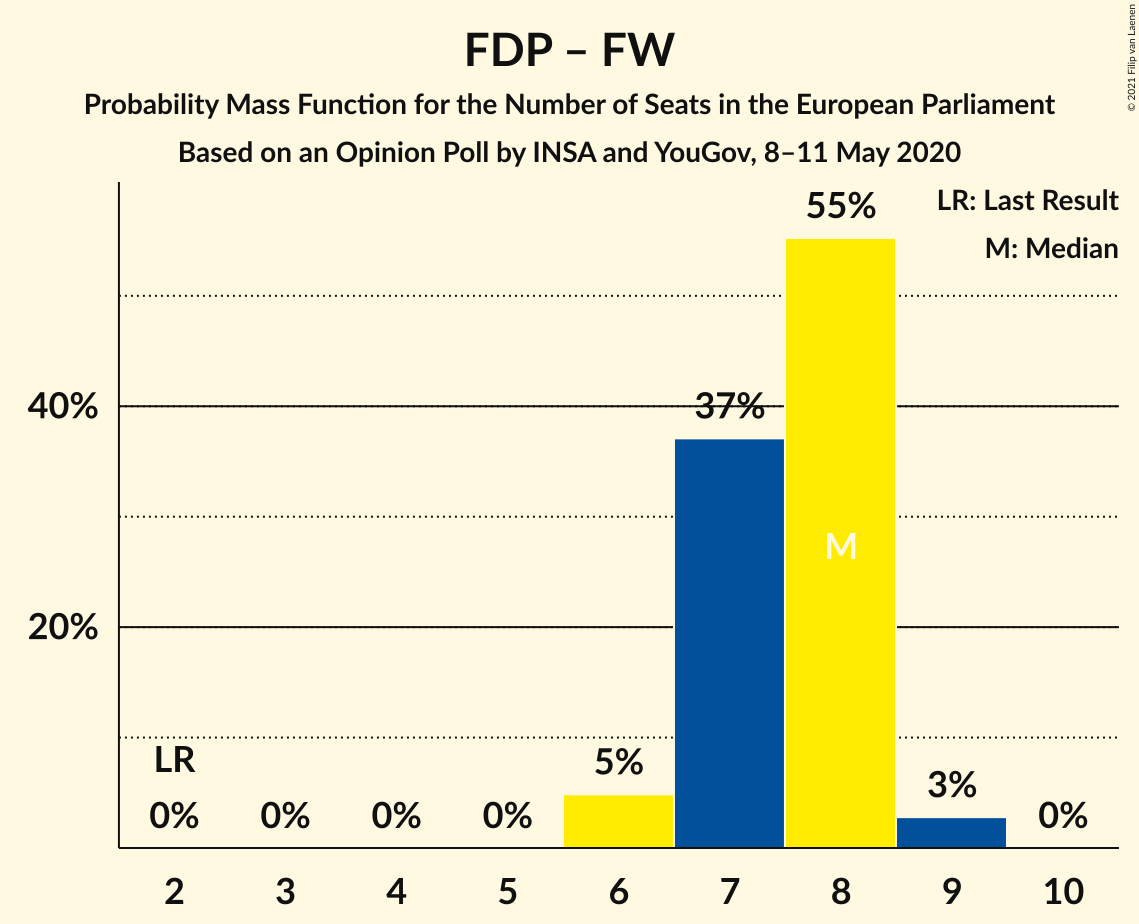 FDP – FW
Probability Mass Function for the Number of Seats in the European Parliament
Based on an Opinion Poll by INSA and YouGov, 8–11 May 2020
© 2021 Filip van Laenen
LR: Last Result
M: Median
55%
40%
37%
M
20%
LR
5%
3%
0%
0%
0%
0%
0%
2
3
4
5
6
7
8
9
10